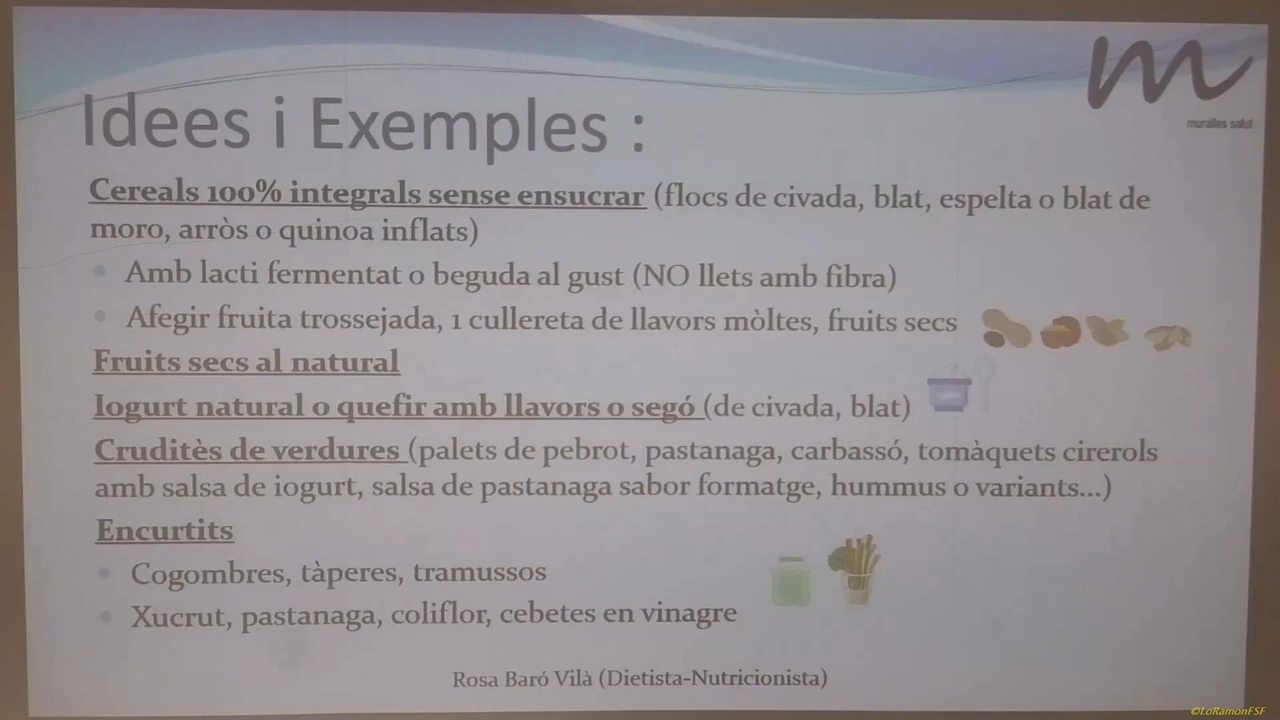 muralles salut
Idees i Exemples :
Cereals 100% integrals sense ensucrar (flocs de civada, blat, espelta o blat de
moro, arròs o quinoa inflats)
Amb lacti fermentat o beguda al gust (NO llets amb fibra)
Afegir fruita trossejada, 1 cullereta de llavors mòltes, fruits secs
Fruits secs al natural
Iogurt natural o quefir amb llavors o segó (de civada, blat)
Cruditès de verdures (palets de pebrot, pastanaga, carbassó, tomàquets cirerols
amb salsa de iogurt, salsa de pastanaga sabor formatge, hummus o variants...)
Encurtits
Cogombres, tàperes, tramussos
Xucrut, pastanaga, coliflor, cebetes en vinagre
Rosa Baró Vilà (Dietista-Nutricionista)
©LoRamonFSF